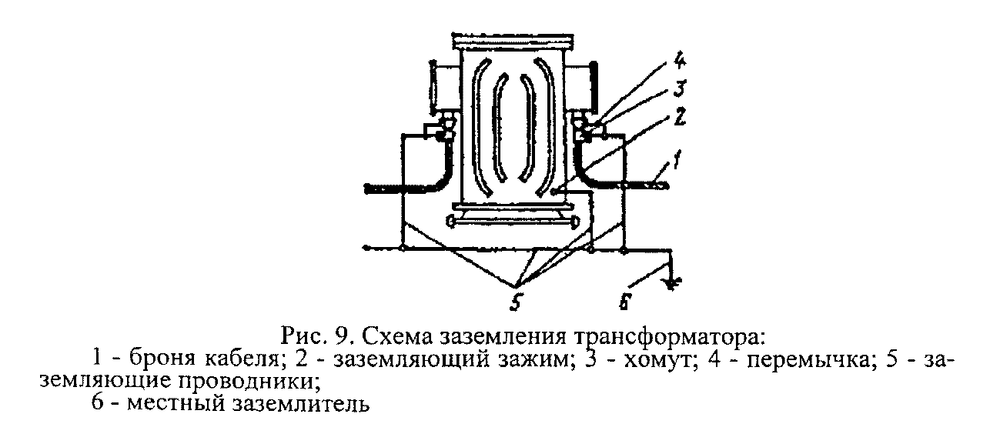 4
3
2
1
5
6
Рис. 9. Схема заземления трансформатора:
1 - броня кабеля; 2 - заземляющий зажим; 3 - хомут; 4 - перемычка; 5 - за-
земляющие проводники;
6 - местный заземлитель